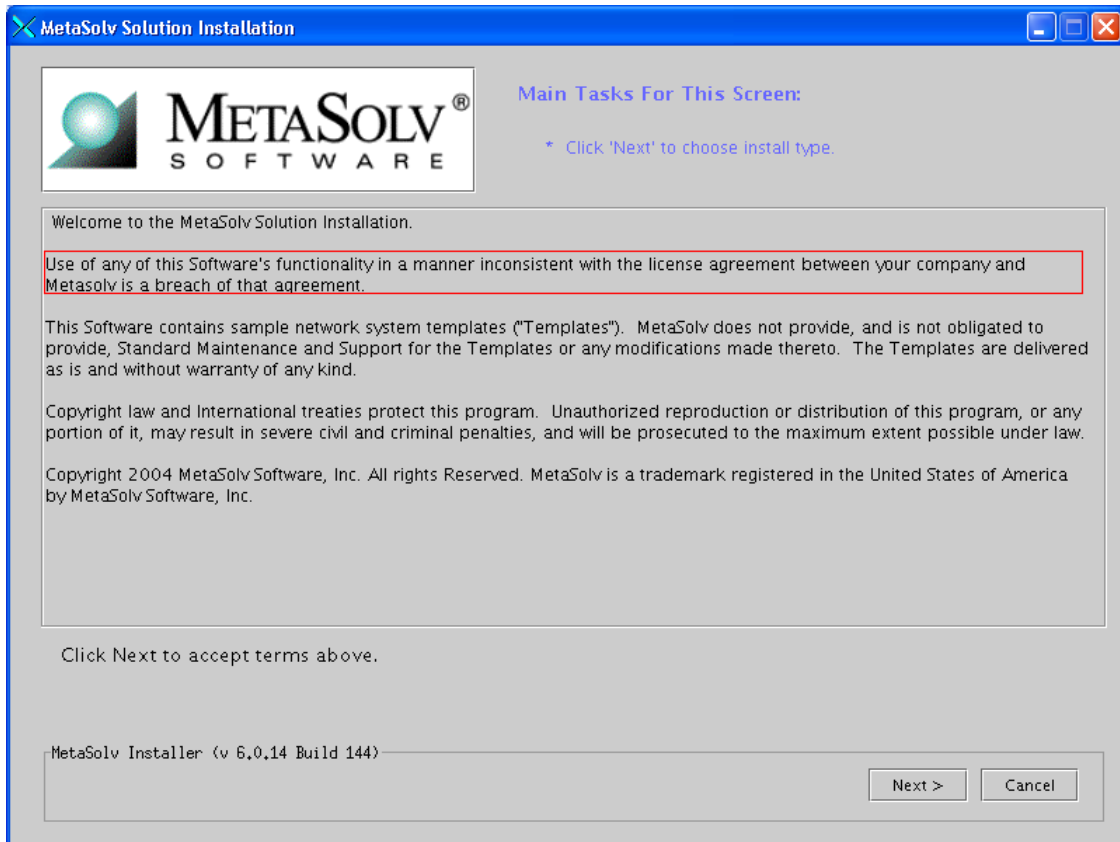 MetaSolv Solution Installation
METASOLV®
SOFTWARE
Main Tasks For This Screen:
* Click 'Next' to choose install type.
Welcome to the MetaSolv Solution Installation.
Use of any of this Software's functionality in a manner inconsistent with the license agreement between your company and
Metasolv is a breach of that agreement.
This Software contains sample network system templates ("Templates").  MetaSolv does not provide, and is not obligated to
provide, Standard Maintenance and Support for the Templates or any modifications made thereto.  The Templates are delivered
as is and without warranty of any kind.
Copyright law and International treaties protect this program.  Unauthorized reproduction or distribution of this program, or any
portion of it, may result in severe civil and criminal penalties, and will be prosecuted to the maximum extent possible under law.
Copyright 2004 MetaSolv Software, Inc. All rights Reserved. MetaSolv is a trademark registered in the United States of America
by MetaSolv Software, Inc.
Click Next to accept terms above.
MetaSolv Installer (v 6.0.14 Build 144)
Next >
Cancel